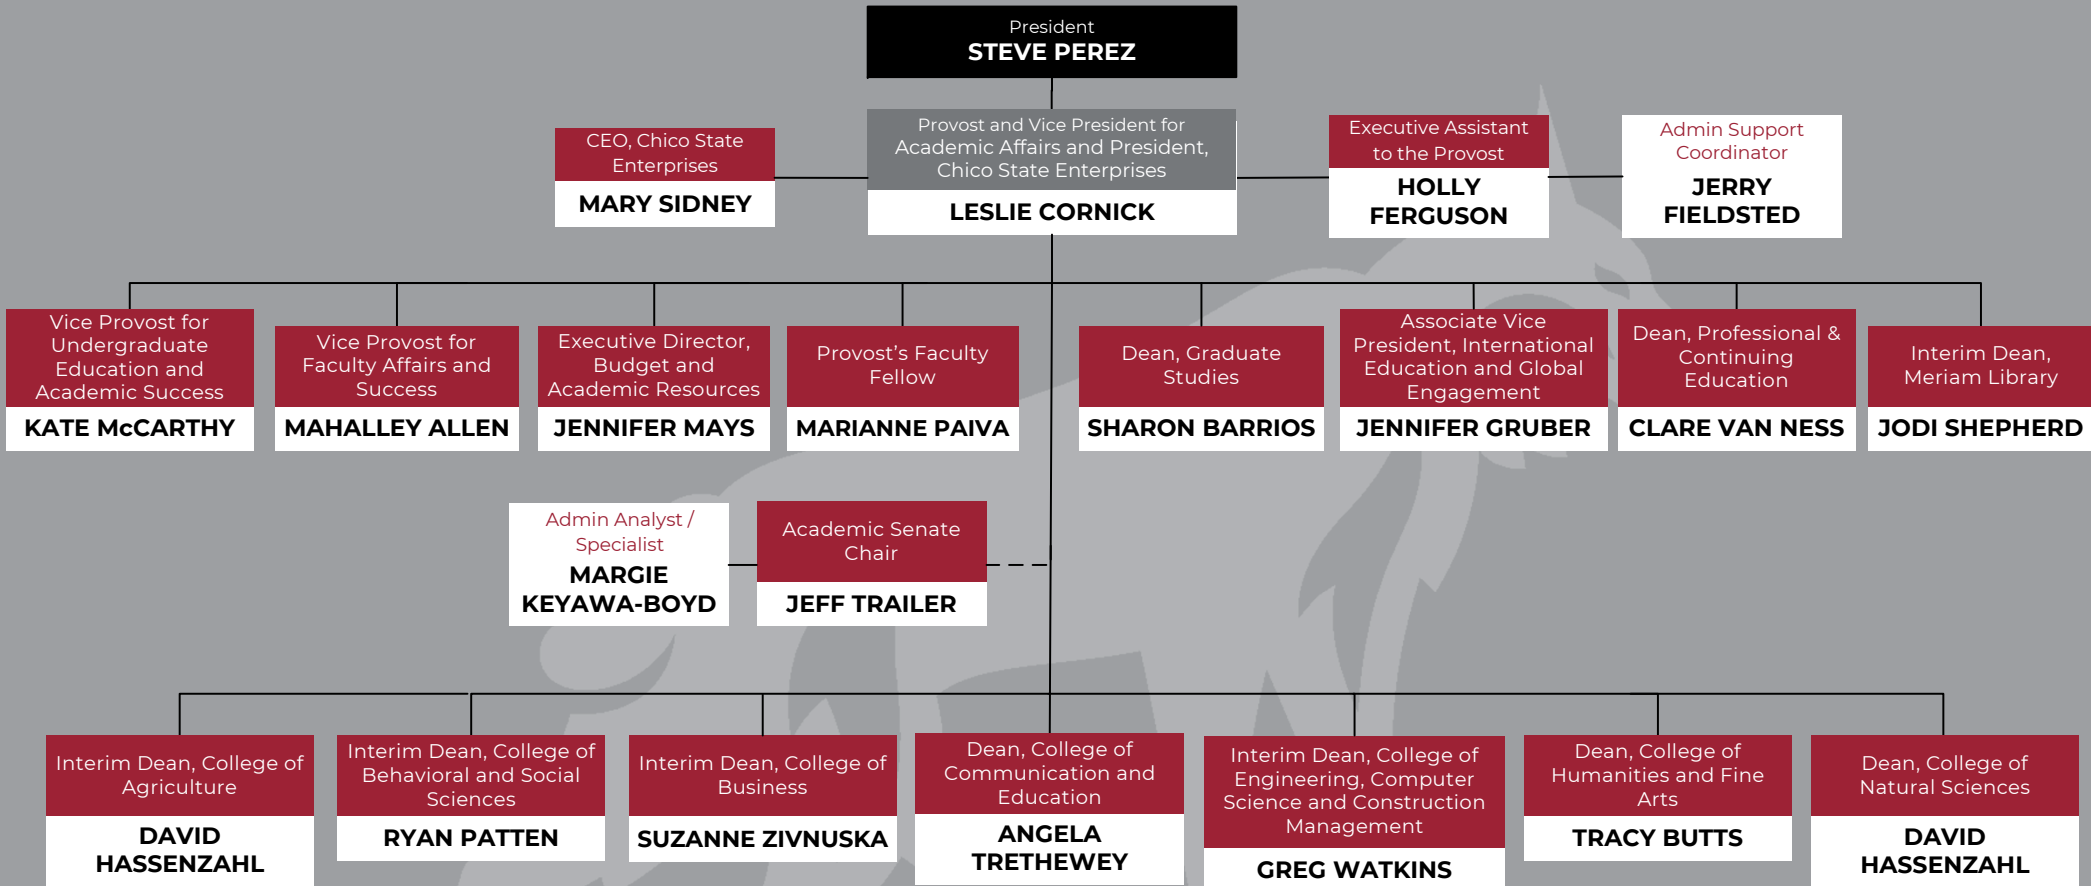 President
STEVE PEREZ
CEO, Chico State
Enterprises
MARY SIDNEY
Provost and Vice President for
Academic Affairs and President,
Chico State Enterprises
LESLIE CORNICK
Executive Assistant
to the Provost
HOLLY
FERGUSON
Admin Support
Coordinator
JERRY
FIELDSTED
Vice Provost for
Undergraduate
Education and
Academic Success
KATE McCARTHY
Vice Provost for
Faculty Affairs and
Success
MAHALLEY ALLEN
Executive Director,
Budget and
Academic Resources
JENNIFER MAYS
Provost's Faculty
Fellow
MARIANNE PAIVA
Dean, Graduate
Studies
SHARON BARRIOS
Associate Vice
President, International
Education and Global
Engagement
JENNIFER GRUBER
Dean, Professional &
Continuing
Education
CLARE VAN NESS
Interim Dean,
Meriam Library
JODI SHEPHERD
Admin Analyst /
Specialist
MARGIE
KEYAWA-BOYD
Academic Senate
Chair
JEFF TRAILER
Interim Dean, College of
Agriculture
DAVID
HASSENZAHL
Interim Dean, College of
Behavioral and Social
Sciences
RYAN PATTEN
Interim Dean, College of
Business
SUZANNE ZIVNUSKA
Dean, College of
Communication and
Education
ANGELA
TRETHEWEY
Interim Dean, College of
Engineering, Computer
Science and Construction
Management
GREG WATKINS
Dean, College of
Humanities and Fine
Arts
TRACY BUTTS
Dean, College of
Natural Sciences
DAVID
HASSENZAHL